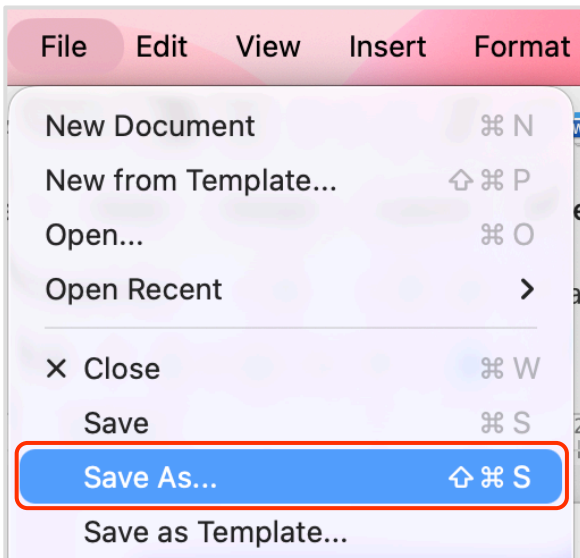 File Edit View Insert Format
New Document ⌘ N
New from Template... ⇧ ⌘ P
Open... ⌘ O
Open Recent >
✕ Close ⌘ W
Save ⌘ S
Save As... ⇧ ⌘ S
Save as Template...